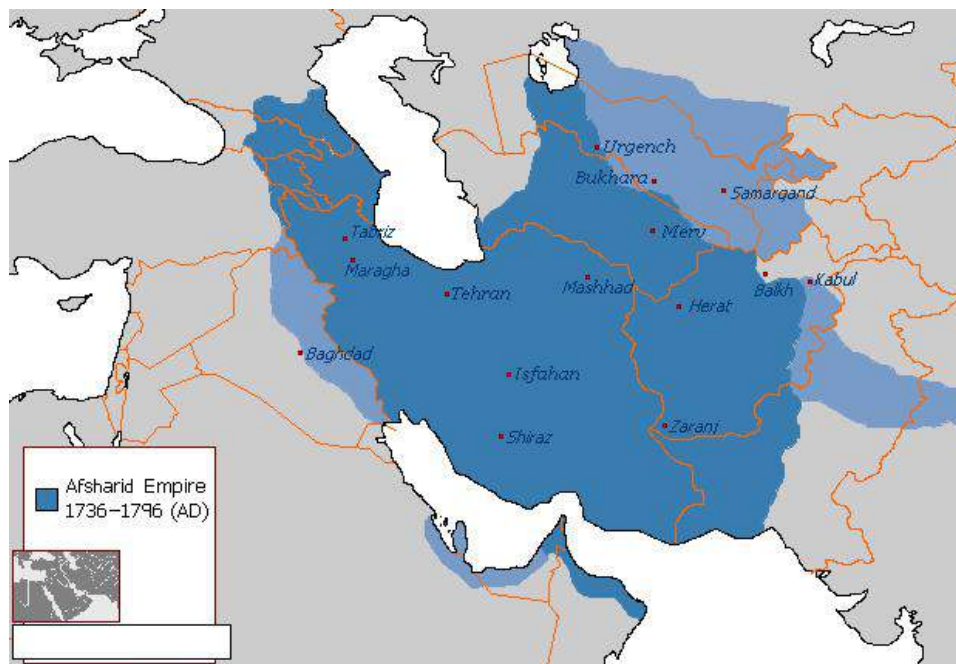 Urgench
Bukhara
Samarqand
Tabriz
Merv
Maragha
Mashhad
Balkh
Kabul
Tehran
Herat
Baghdad
Isfahan
Zaranj
Shiraz
Afsharid Empire
1736-1796 (AD)